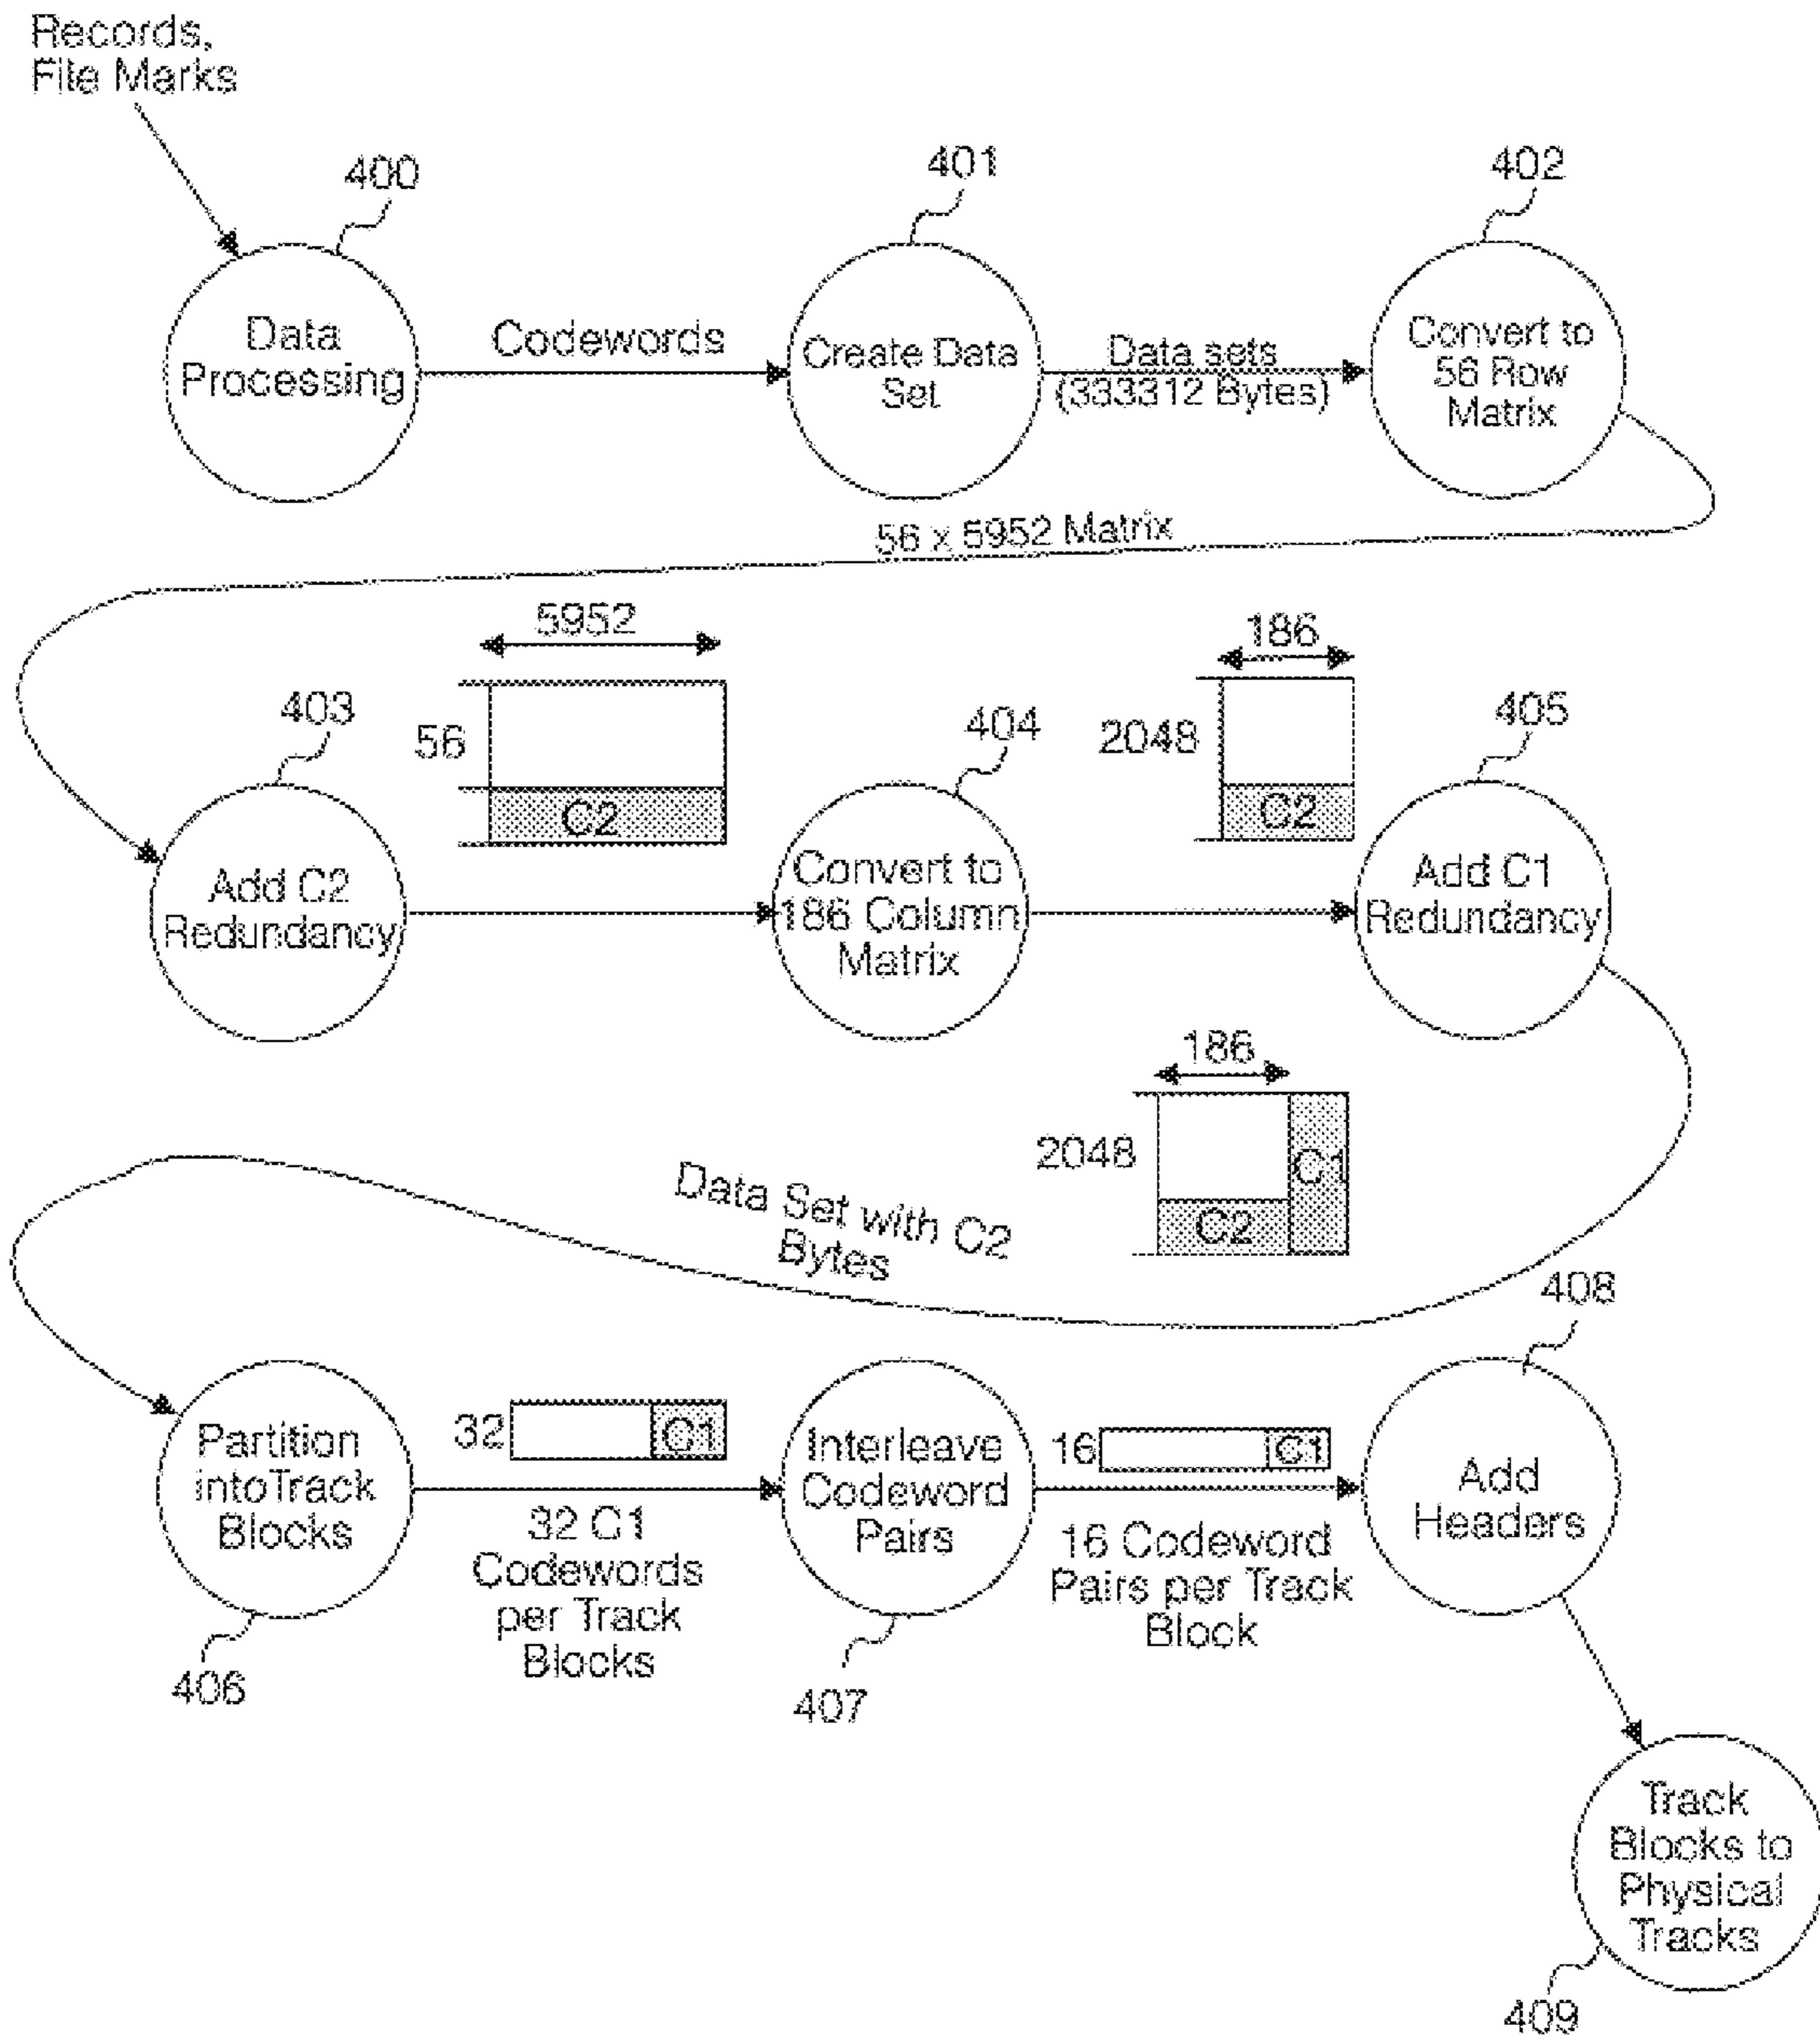 Records,
File Marks
400
401
402
Data
Processing
Codewords
Create Data
Set
Data sets
(333312 Bytes)
Convert to
56 Row
Matrix
56 x 5952 Matrix
5952
186
403
56
C2
404
2048
C2
405
Add C2
Redundancy
Convert to
186 Column
Matrix
Add C1
Redundancy
186
2048
C1
C2
Data Set with C2
Bytes
408
Partition
intoTrack
Blocks
32
C1
32 C1
Codewords
per Track
Blocks
Interleave
Codeword
Pairs
16
C1
16 Codeword
Pairs per Track
Block
Add
Headers
406
407
Track
Blocks to
Physical
Tracks
409